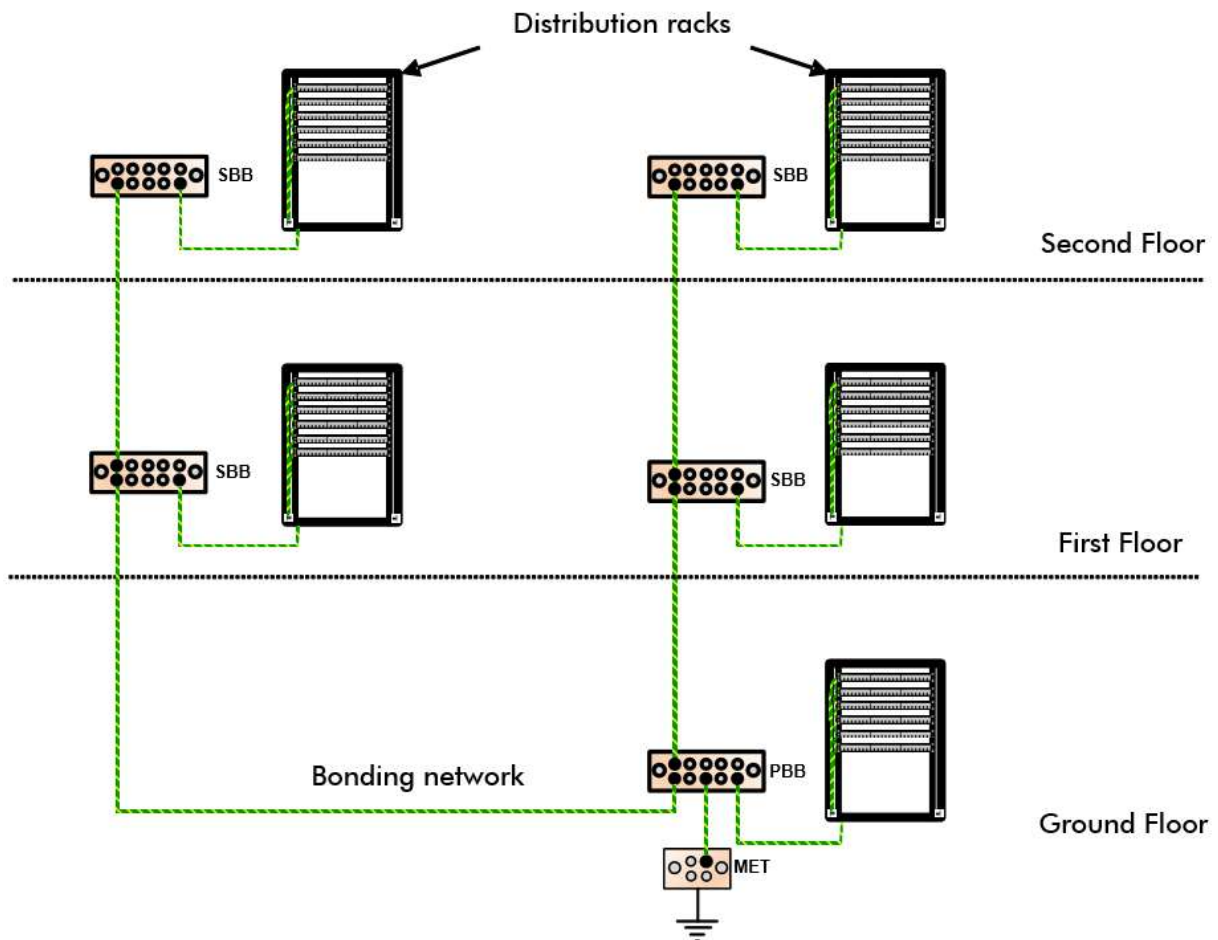 Distribution racks
SBB
SBB
Second Floor
SBB
SBB
First Floor
Bonding network
PBB
Ground Floor
MET